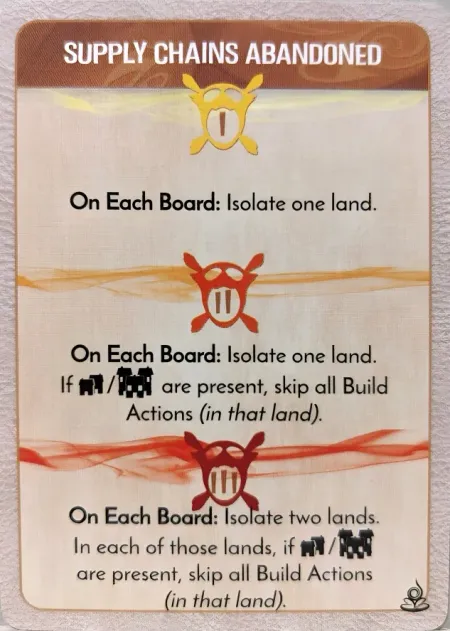 SUPPLY CHAINS ABANDONED
I
On Each Board: Isolate one land.
II
On Each Board: Isolate one land.
If / are present, skip all Build
Actions (in that land).
III
On Each Board: Isolate two lands.
In each of those lands, if /
are present, skip all Build Actions
(in that land).